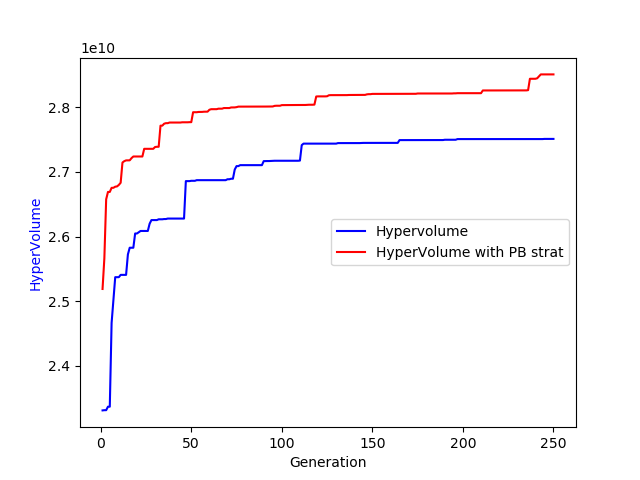 1e10
2.8
2.7
2.6
2.5
2.4
HyperVolume
Hypervolume
HyperVolume with PB strat
0 50 100 150 200 250
Generation